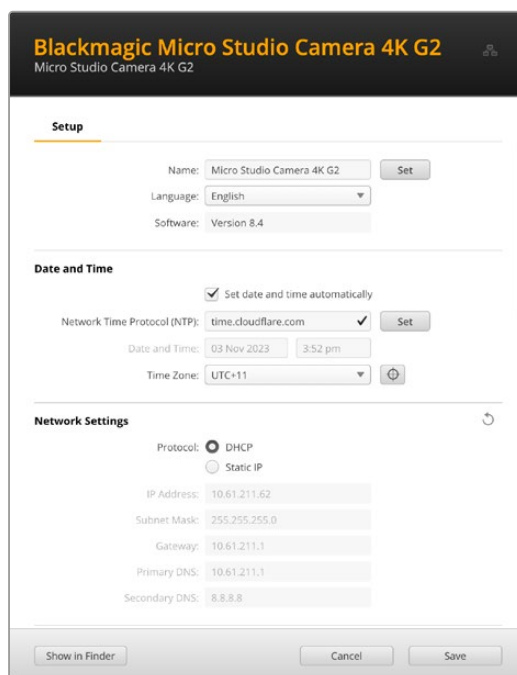 Blackmagic Micro Studio Camera 4K G2
Micro Studio Camera 4K G2
Setup
Name: Micro Studio Camera 4K G2 Set
Language: English
Software: Version 8.4
Date and Time
Set date and time automatically
Network Time Protocol (NTP): time.cloudflare.com Set
Date and Time: 03 Nov 2023 3:52 pm
Time Zone: UTC+11
Network Settings
Protocol: DHCP
Static IP
IP Address: 10.61.211.62
Subnet Mask: 255.255.255.0
Gateway: 10.61.211.1
Primary DNS: 10.61.211.1
Secondary DNS: 8.8.8.8
Show in Finder Cancel Save